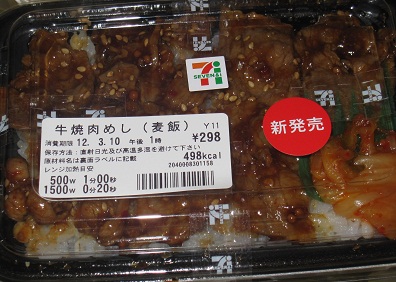 7
SEVEN&i
牛焼肉めし（麦飯） Y11
消費期限 12. 3.10 午後 1時 ¥298
保存方法：直射日光及び高温多湿を避けて下さい
原材料名は裏面ラベルに記載 498kcal
レンジ加熱目安 2040008301158
500W 1分00秒
1500W 0分20秒
新発売